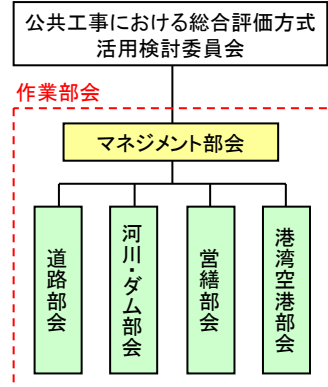 公共工事における総合評価方式
活用検討委員会
作業部会
マネジメント部会
道路部会
河川・ダム部会
営繕部会
港湾空港部会